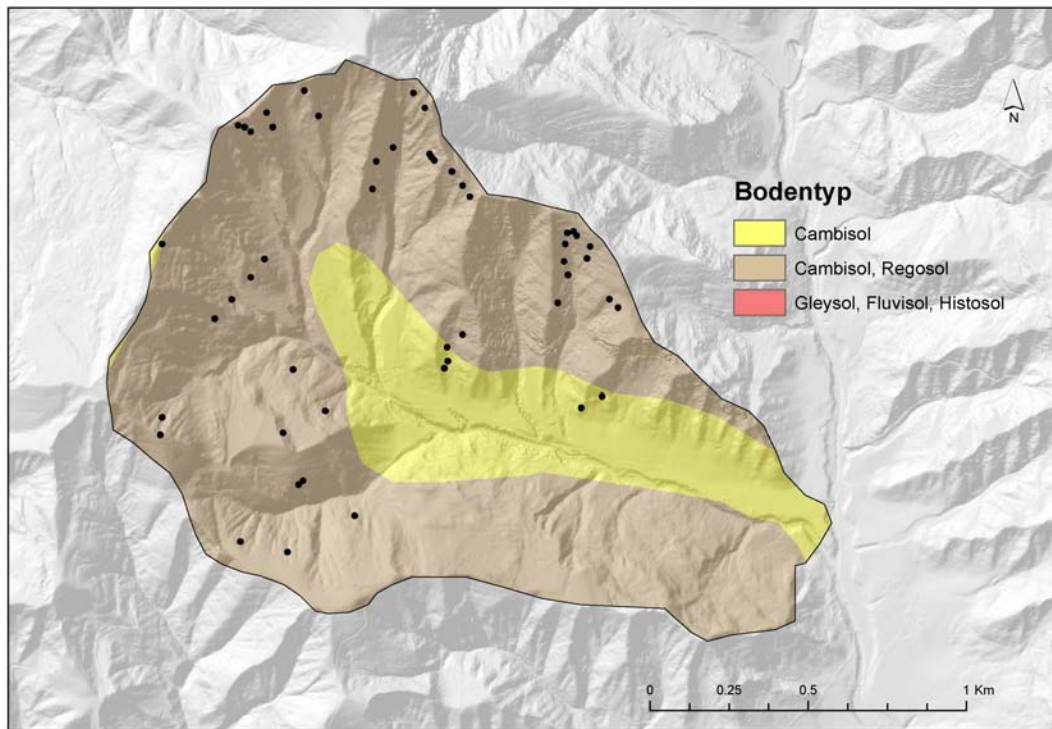 N
Bodentyp
Cambisol
Cambisol, Regosol
Gleysol, Fluvisol, Histosol
0 0.25 0.5 1 Km